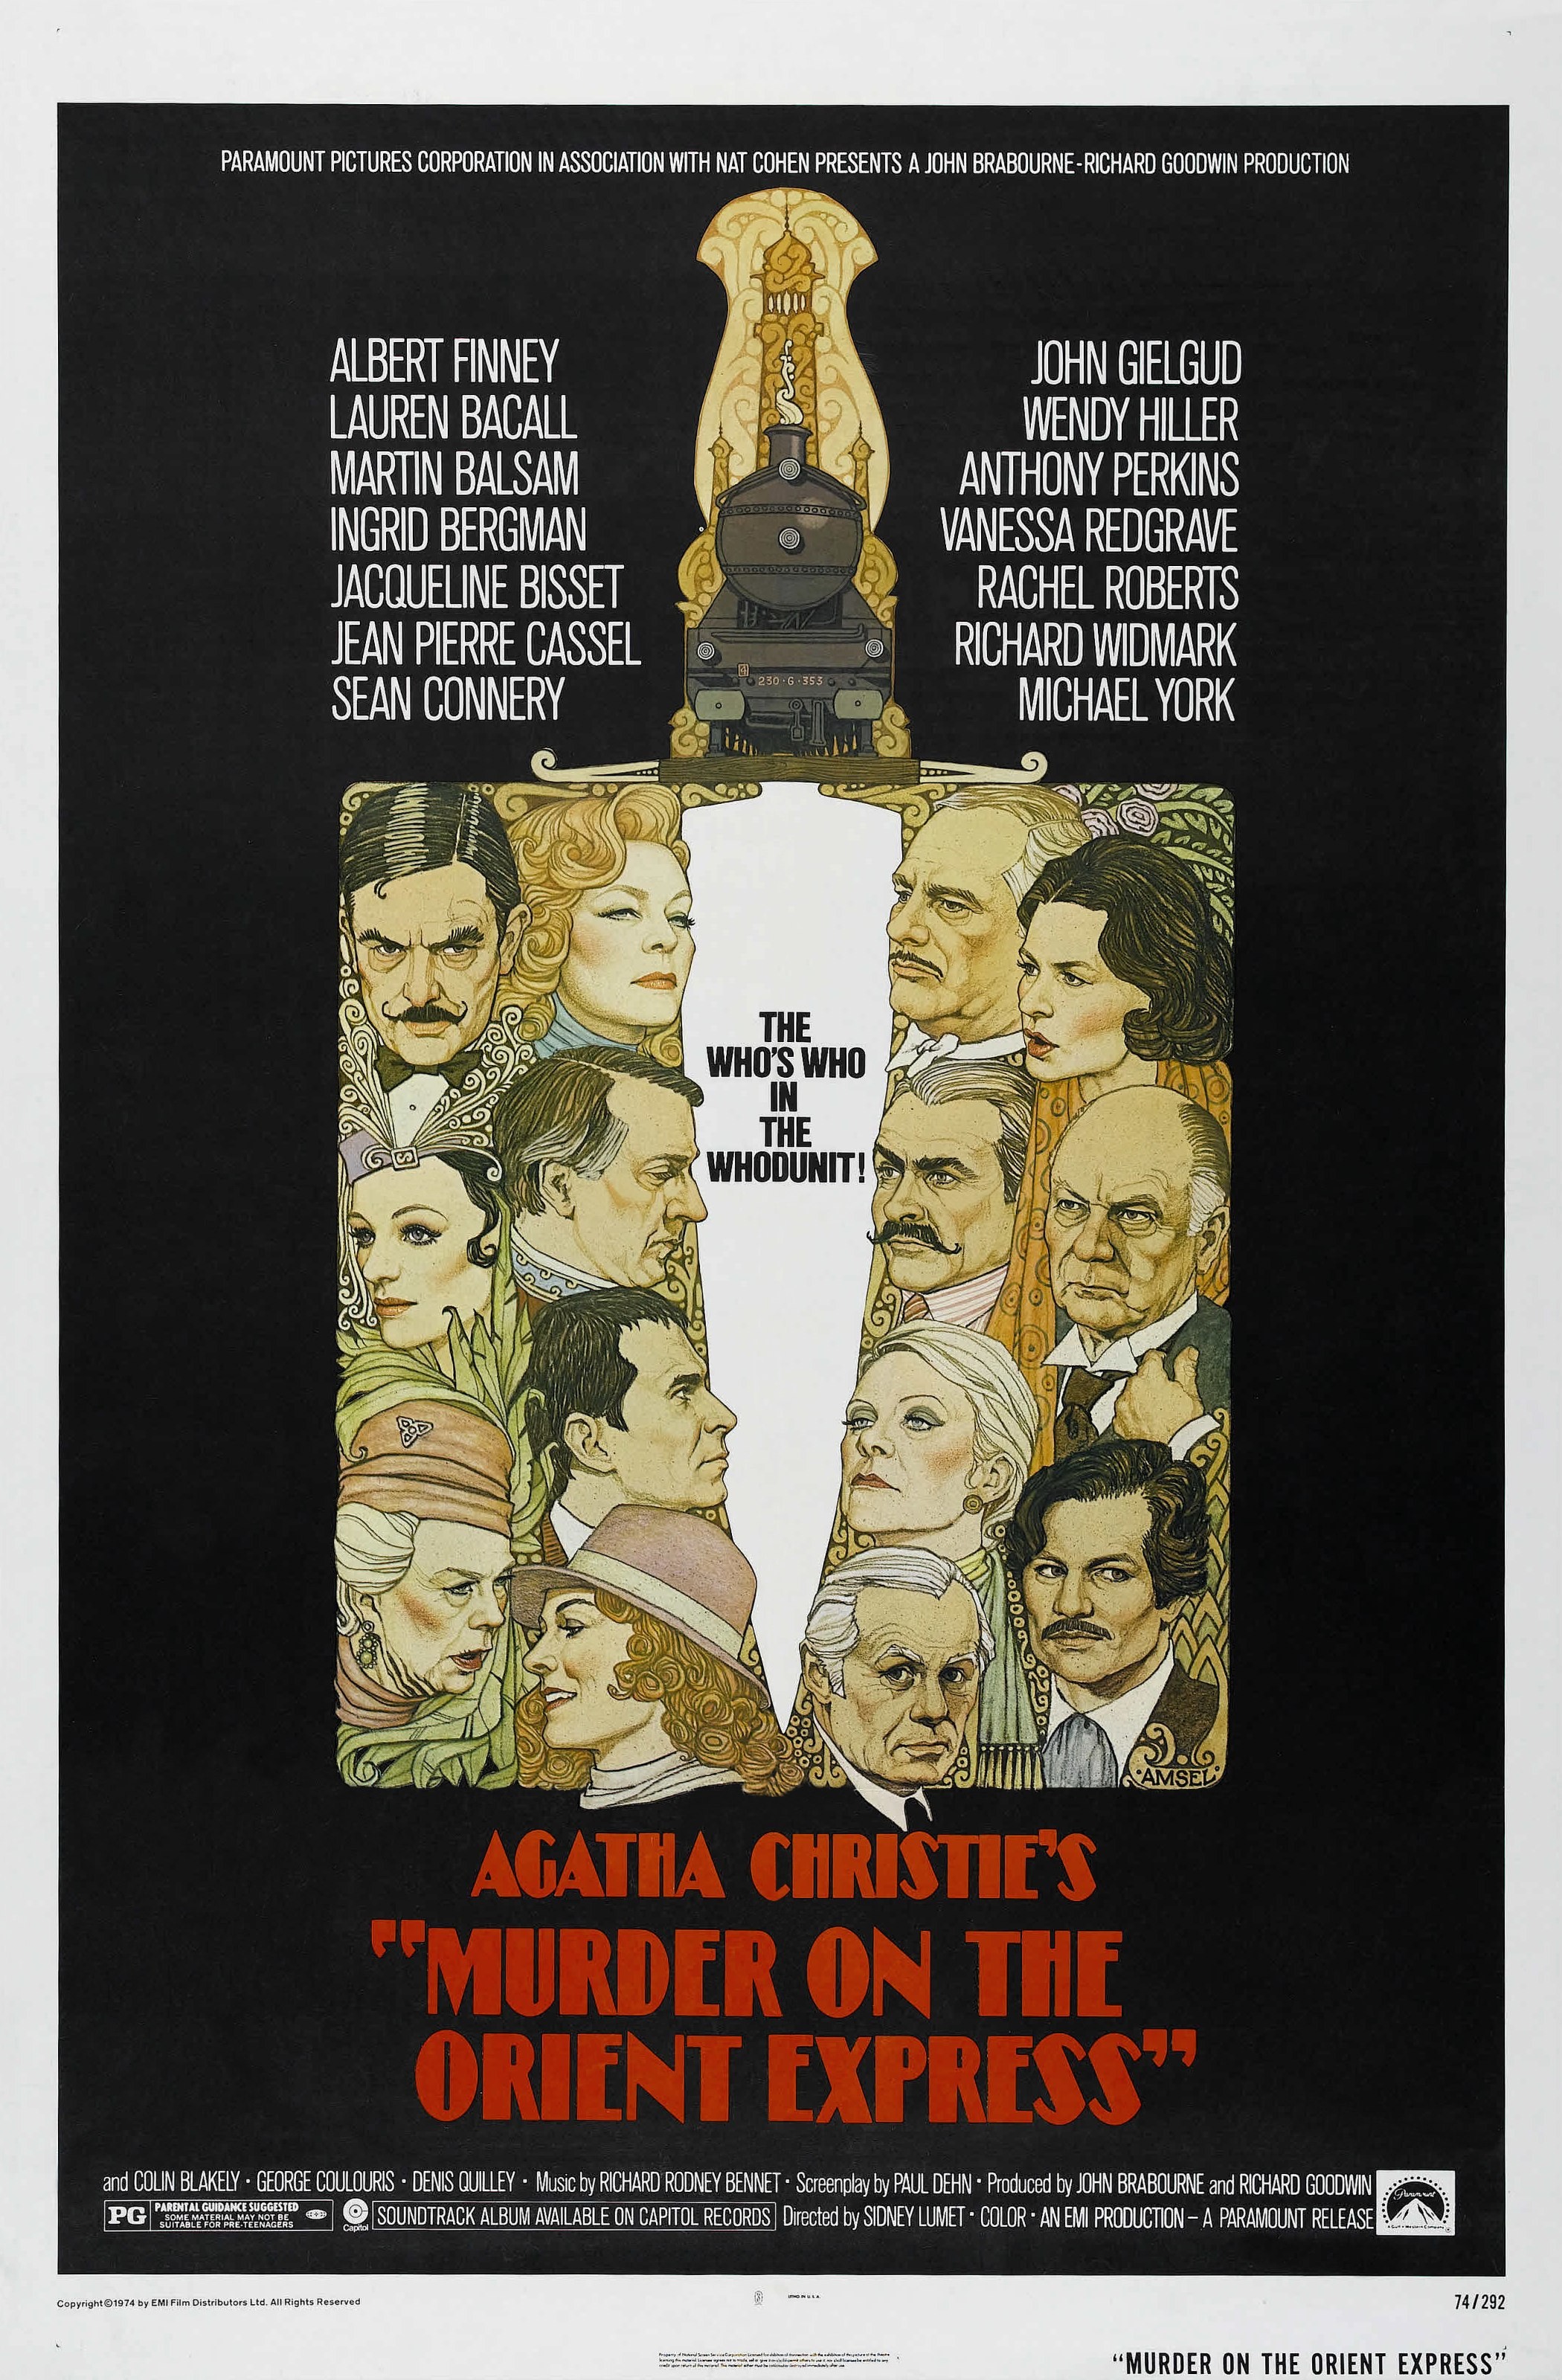 PARAMOUNT PICTURES CORPORATION IN ASSOCIATION WITH NAT COHEN PRESENTS A JOHN BRABOURNE-RICHARD GOODWIN PRODUCTION
ALBERT FINNEY
LAUREN BACALL
MARTIN BALSAM
INGRID BERGMAN
JACQUELINE BISSET
JEAN PIERRE CASSEL
SEAN CONNERY
JOHN GIELGUD
WENDY HILLER
ANTHONY PERKINS
VANESSA REDGRAVE
RACHEL ROBERTS
RICHARD WIDMARK
MICHAEL YORK
230·G·353
THE
WHO'S WHO
IN
THE
WHODUNIT!
·AMSEL·
AGATHA CHRISTIE'S
"MURDER ON THE
ORIENT EXPRESS"
and COLIN BLAKELY · GEORGE COULOURIS · DENIS QUILLEY · Music by RICHARD RODNEY BENNET · Screenplay by PAUL DEHN · Produced by JOHN BRABOURNE and RICHARD GOODWIN
PG PARENTAL GUIDANCE SUGGESTED
SOME MATERIAL MAY NOT BE
SUITABLE FOR PRE-TEENAGERS
Capitol
SOUNDTRACK ALBUM AVAILABLE ON CAPITOL RECORDS Directed by SIDNEY LUMET · COLOR · AN EMI PRODUCTION – A PARAMOUNT RELEASE
Paramount
A Gulf + Western Company
Copyright ©1974 by EMI Film Distributors Ltd. All Rights Reserved
LITHO IN U.S.A.
74/292
"MURDER ON THE ORIENT EXPRESS"